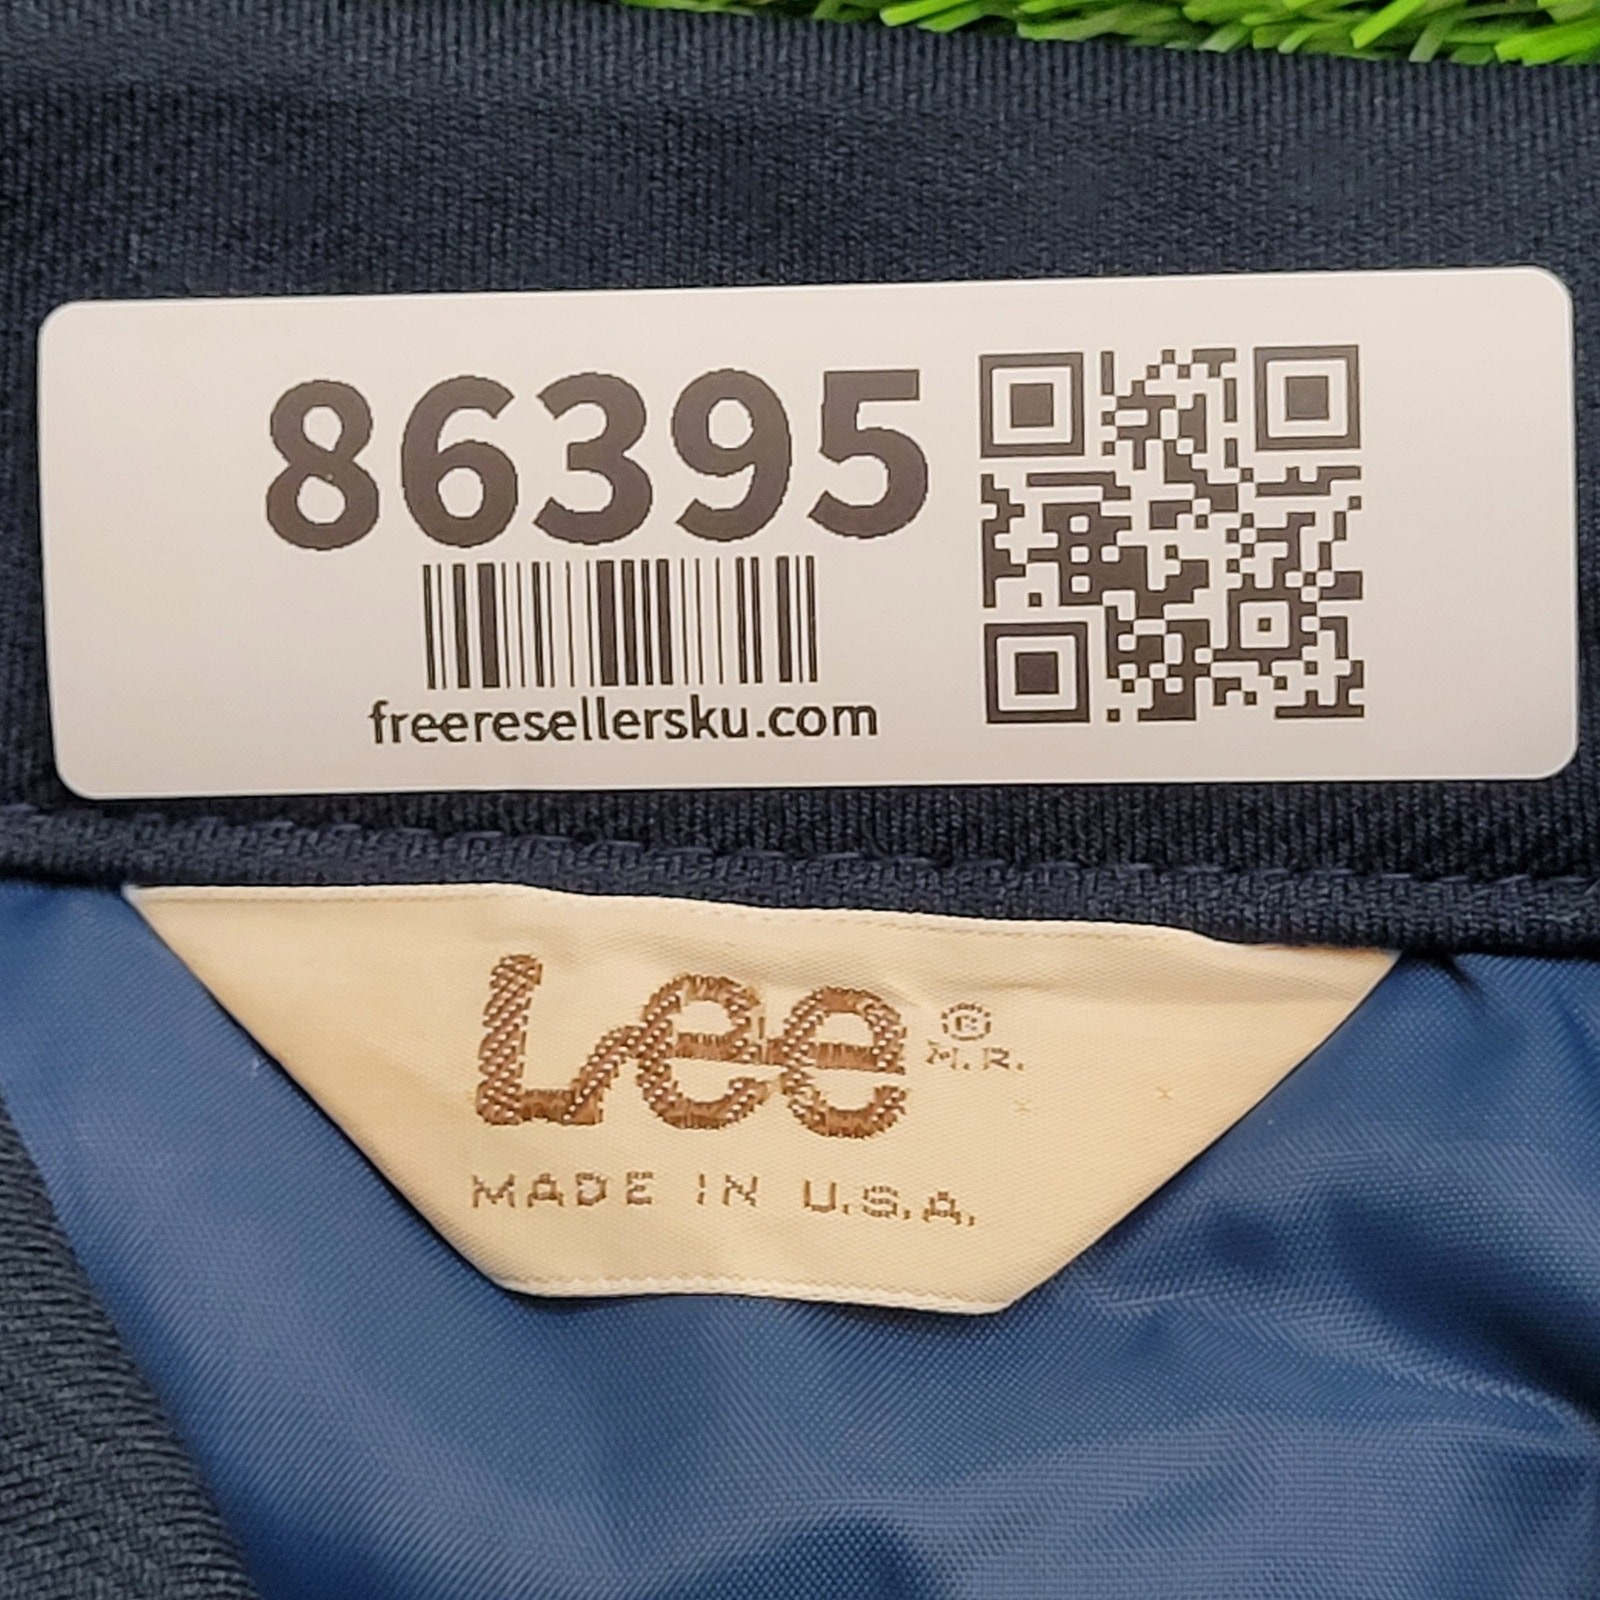 86395
freeresellersku.com
Lee ®
M.R.
MADE IN U.S.A.